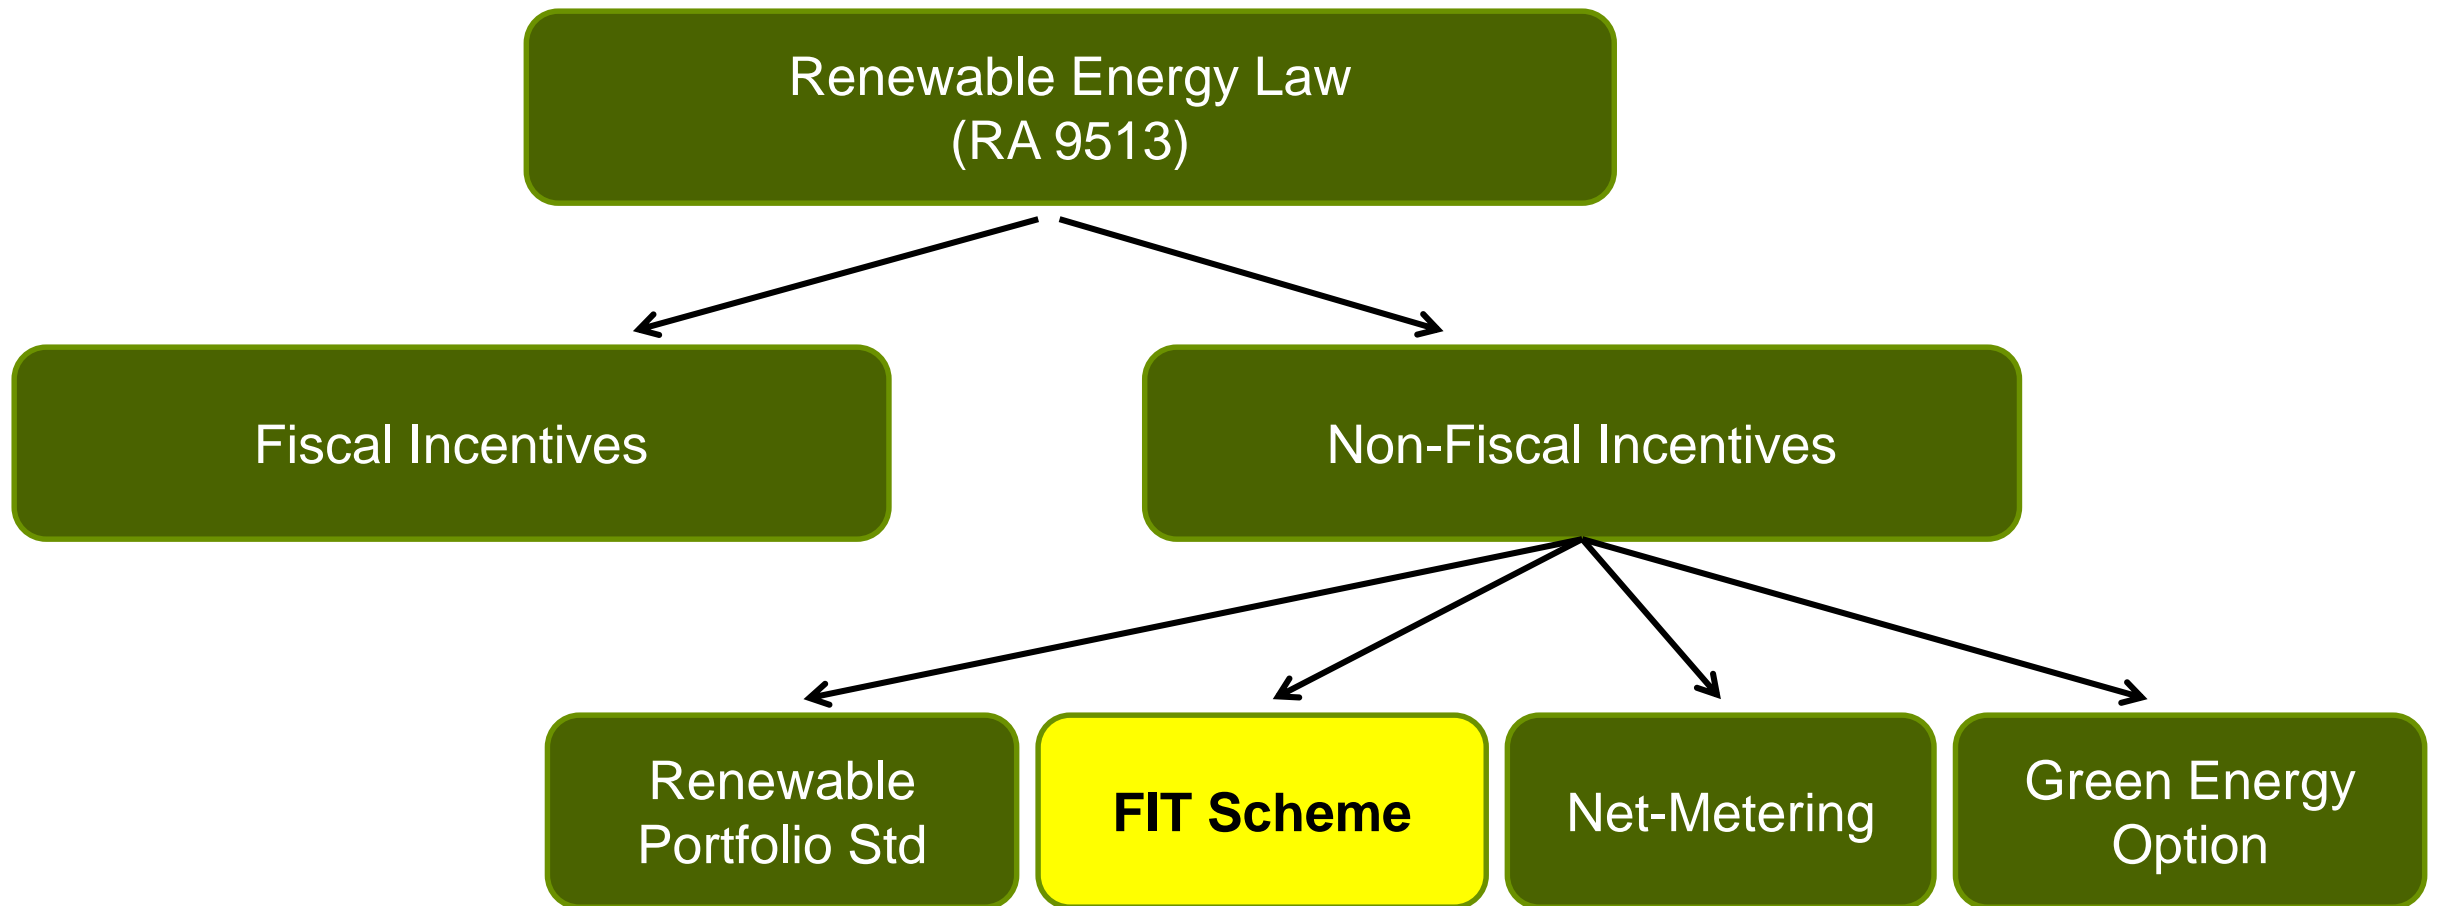 Renewable Energy Law
(RA 9513)
Fiscal Incentives
Non-Fiscal Incentives
Renewable
Portfolio Std
FIT Scheme
Net-Metering
Green Energy
Option